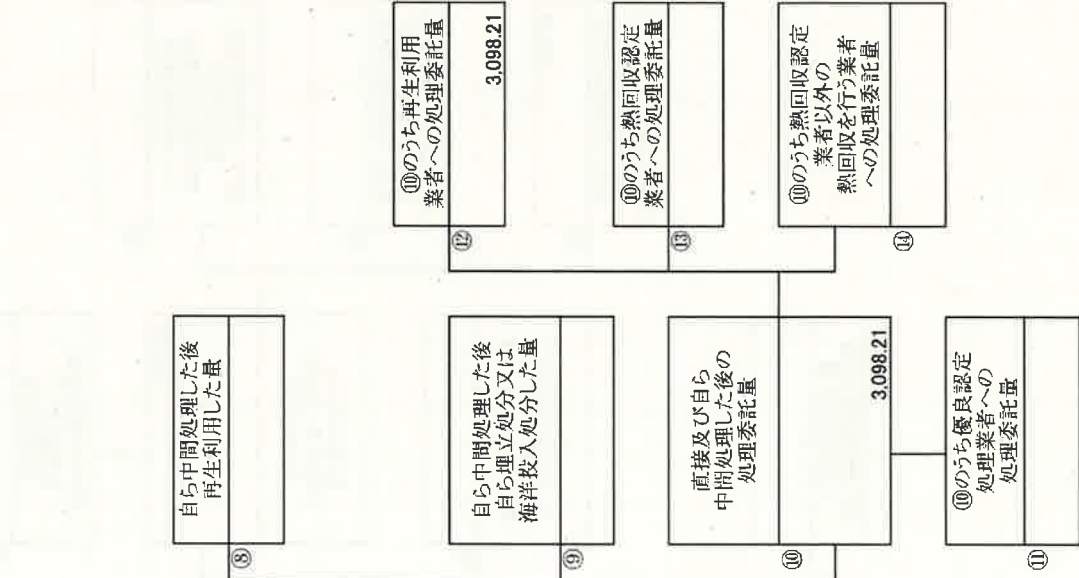 ⑧
自ら中間処理した後
再生利用した量
⑨
自ら中間処理した後
自ら埋立処分又は
海洋投入処分した量
⑩
直接及び自ら
中間処理した後の
処理委託量
3,098.21
⑪
⑩のうち優良認定
処理業者への
処理委託量
⑫
⑩のうち再生利用
業者への処理委託量
3,098.21
⑬
⑩のうち熱回収認定
業者への処理委託量
⑭
⑩のうち熱回収認定
業者以外の
熱回収を行う業者
への処理委託量